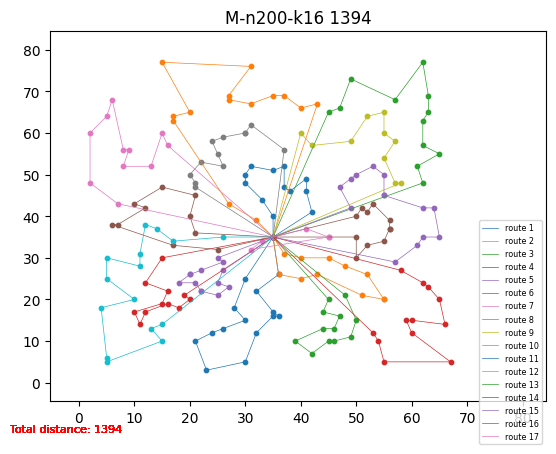 M-n200-k16 1394
80
70
60
50
40
30
20
10
0
route 1
route 2
route 3
route 4
route 5
route 6
route 7
route 8
route 9
route 10
route 11
route 12
route 13
route 14
route 15
route 16
route 17
0 10 20 30 40 50 60 70 80
Total distance: 1394